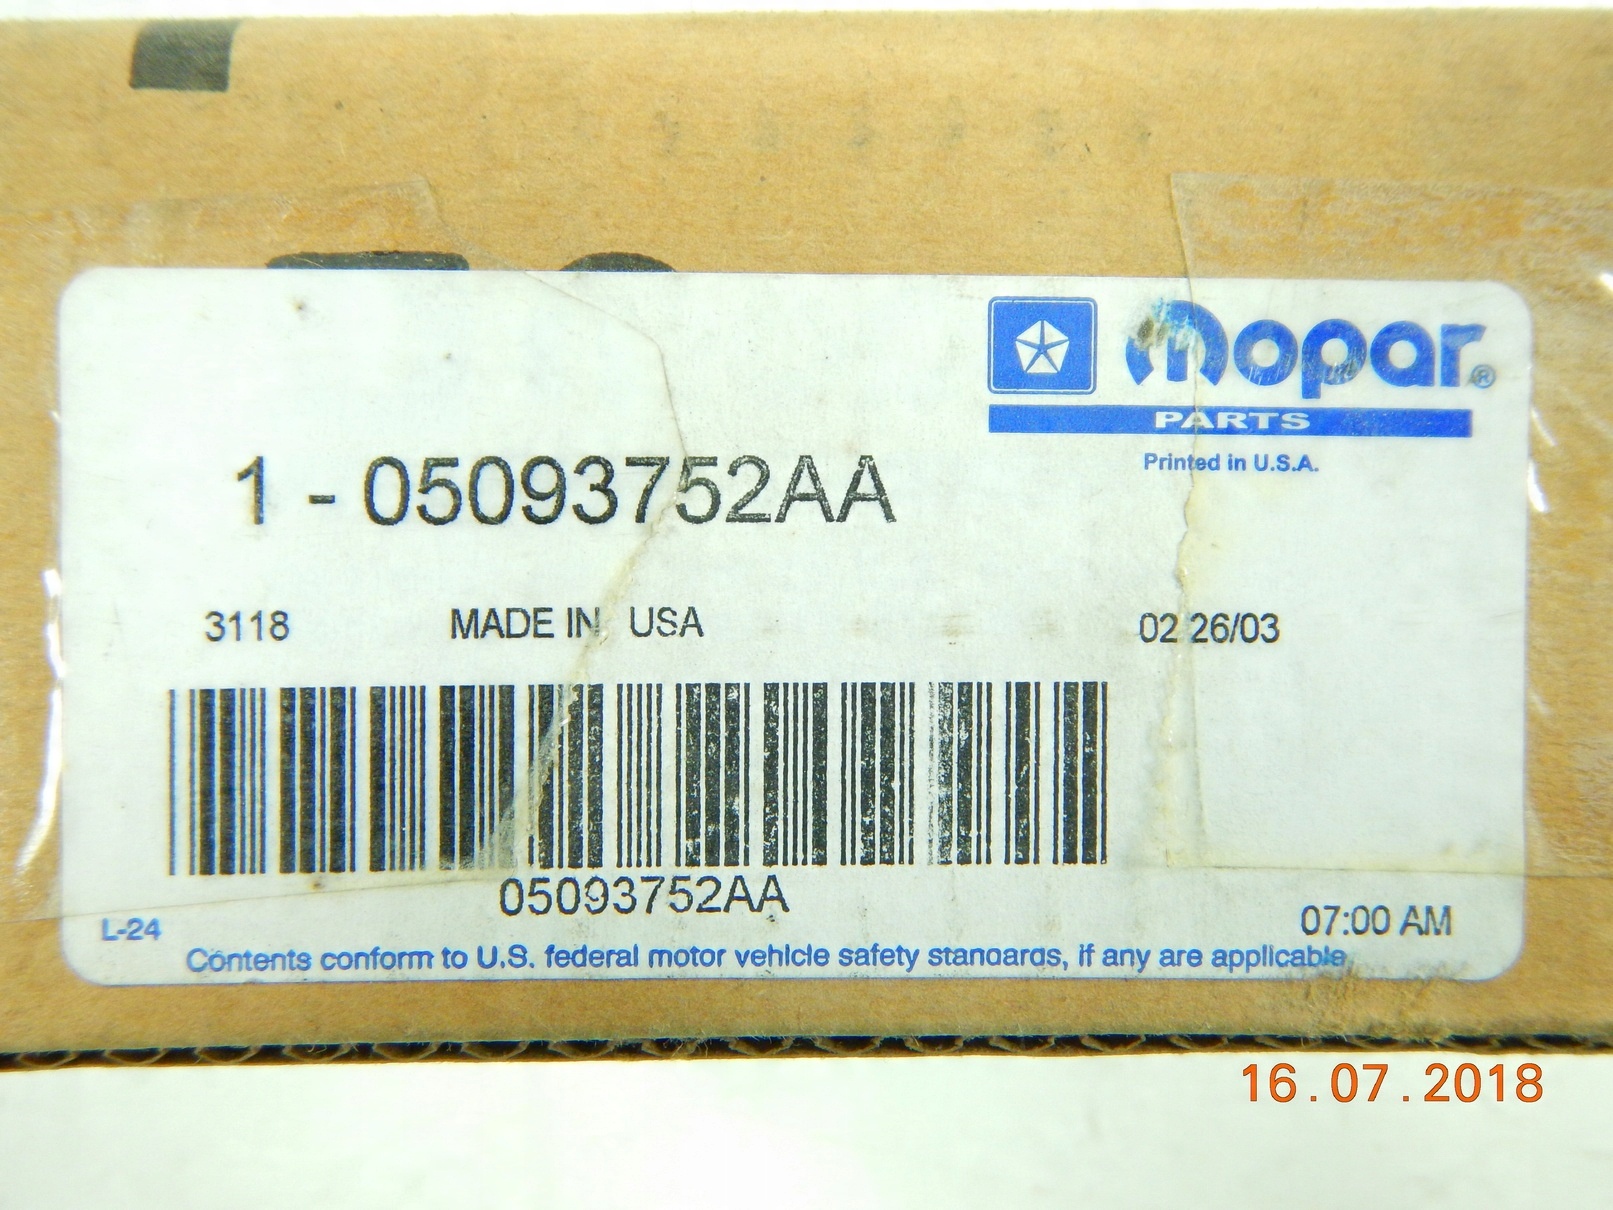 mopar®
PARTS
Printed in U.S.A.
1 - 05093752AA
3118 MADE IN USA 02 26/03
05093752AA
L-24 07:00 AM
Contents conform to U.S. federal motor vehicle safety standards, if any are applicable.
16.07.2018